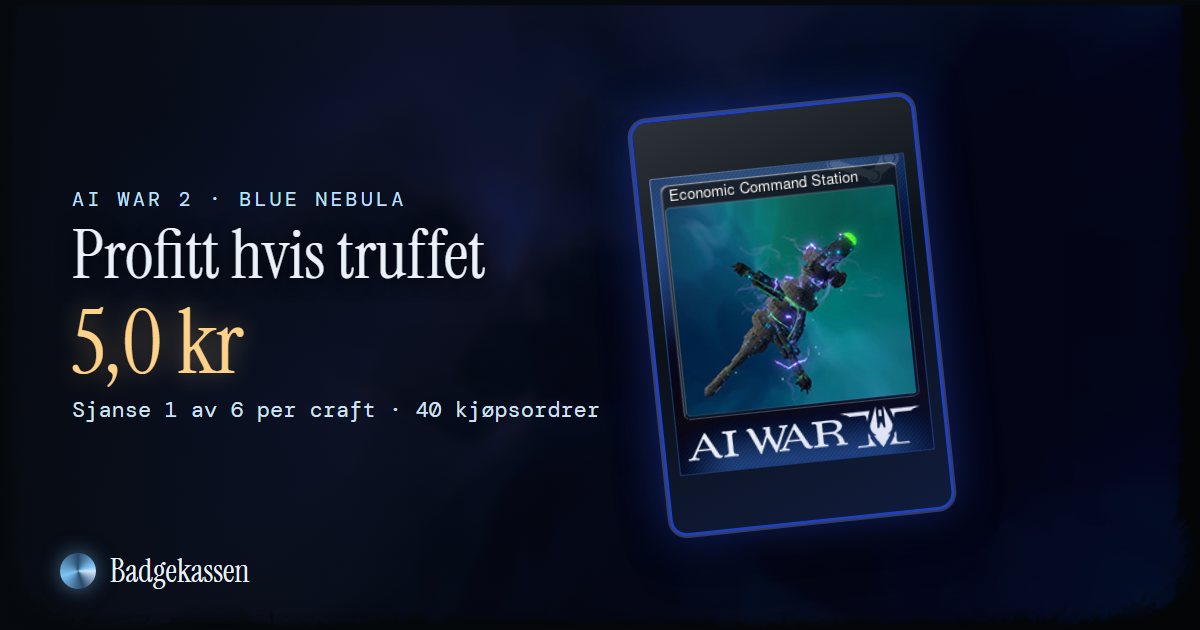 AI WAR 2 · BLUE NEBULA
Profitt hvis truffet
5,0 kr
Sjanse 1 av 6 per craft · 40 kjøpsordrer
Economic Command Station
AI WAR II
Badgekassen